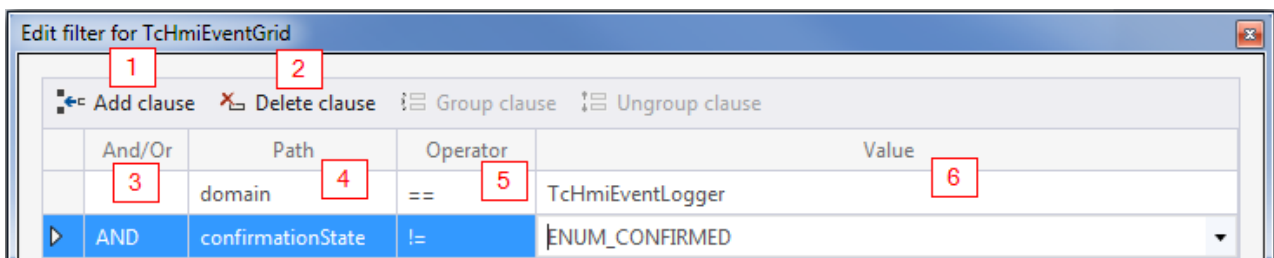 Edit filter for TcHmiEventGrid
1 2
Add clause Delete clause Group clause Ungroup clause
And/Or Path Operator Value
3 4 5 6
domain == TcHmiEventLogger
AND confirmationState != ENUM_CONFIRMED